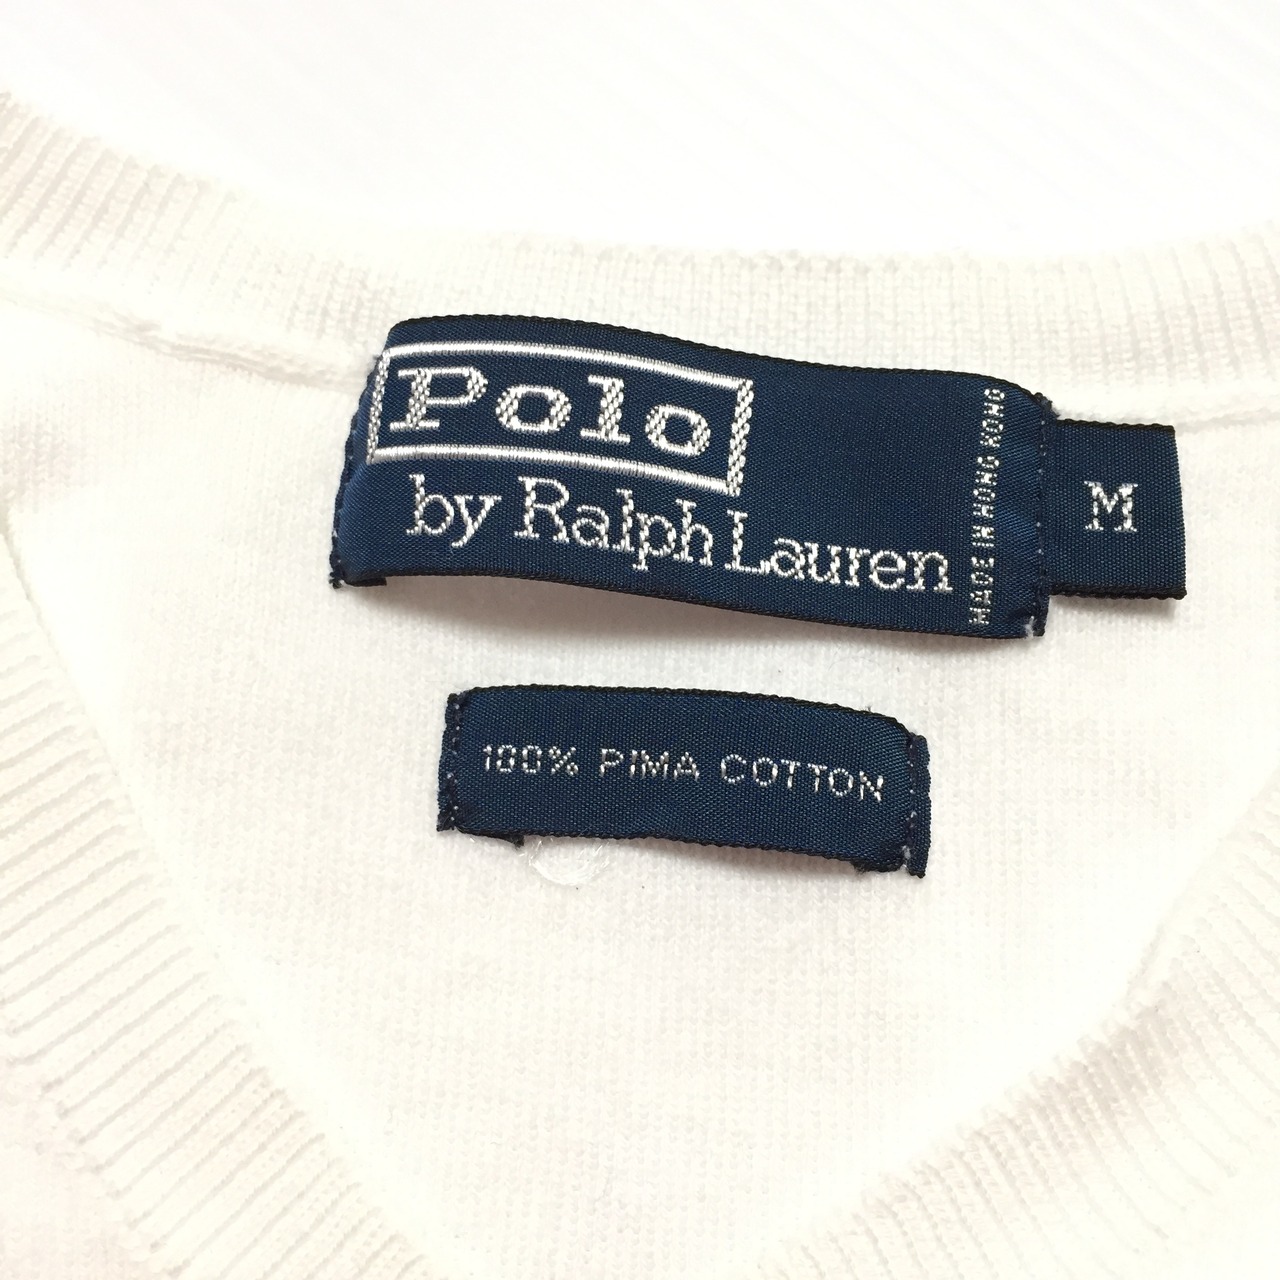 Polo
by Ralph Lauren
MADE IN HONG KONG
M
100% PIMA COTTON